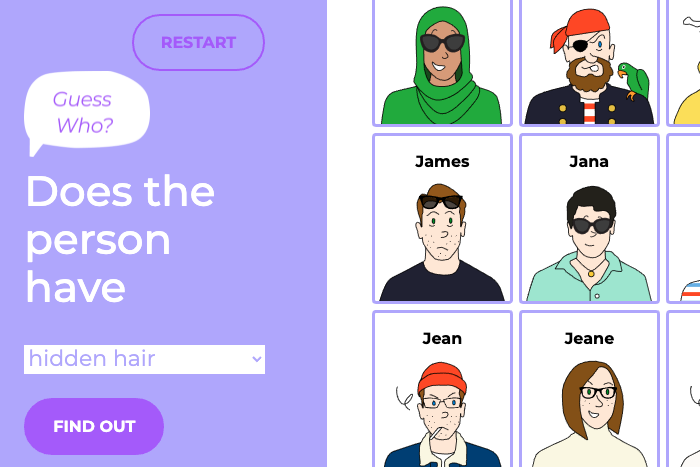 RESTART
Guess
Who?
Does the
person
have
hidden hair
FIND OUT
James
Jana
Jean
Jeane